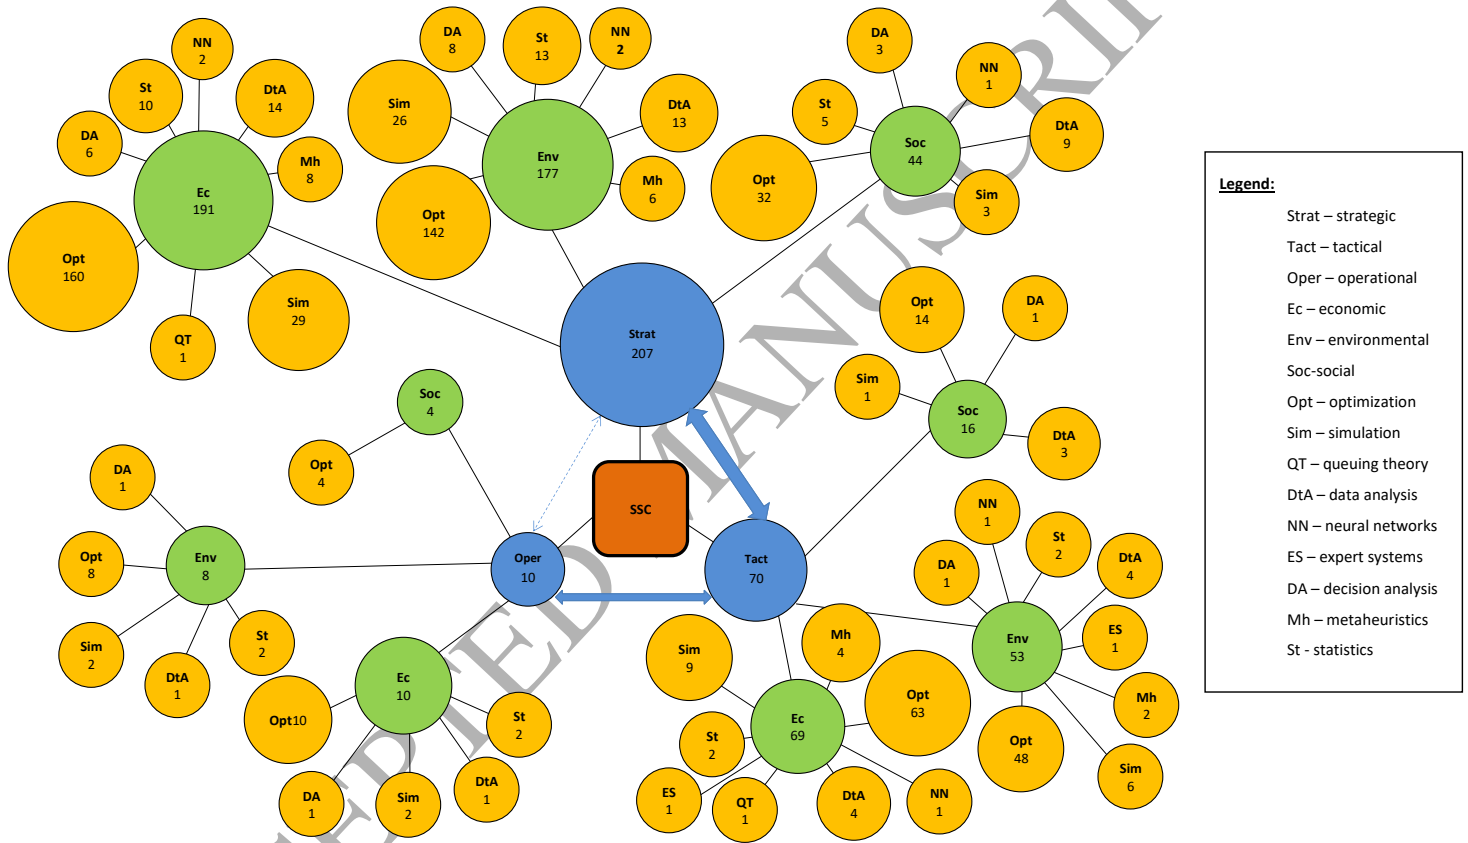 NN
2
St
10
DtA
14
DA
6
Mh
8
Ec
191
Opt
160
Sim
29
QT
1
DA
8
St
13
NN
2
Sim
26
DtA
13
Env
177
Mh
6
Opt
142
DA
3
NN
1
St
5
DtA
9
Soc
44
Opt
32
Sim
3
Strat
207
Opt
14
DA
1
Sim
1
Soc
16
DtA
3
Soc
4
Opt
4
SSC
DA
1
Opt
8
Env
8
Sim
2
DtA
1
St
2
Oper
10
Tact
70
Ec
10
Opt10
St
2
DA
1
Sim
2
DtA
1
Sim
9
Mh
4
Opt
63
St
2
Ec
69
ES
1
QT
1
DtA
4
NN
1
NN
1
St
2
DA
1
DtA
4
Env
53
ES
1
Mh
2
Opt
48
Sim
6
Legend:
Strat – strategic
Tact – tactical
Oper – operational
Ec – economic
Env – environmental
Soc-social
Opt – optimization
Sim – simulation
QT – queuing theory
DtA – data analysis
NN – neural networks
ES – expert systems
DA – decision analysis
Mh – metaheuristics
St - statistics